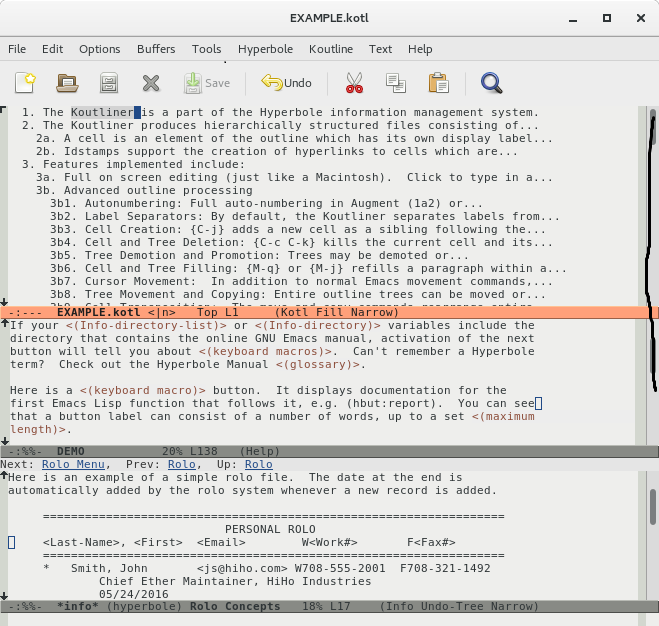 EXAMPLE.kotl
File Edit Options Buffers Tools Hyperbole Koutline Text Help
Save Undo
1. The Koutliner is a part of the Hyperbole information management system.
2. The Koutliner produces hierarchically structured files consisting of...
2a. A cell is an element of the outline which has its own display label...
2b. Idstamps support the creation of hyperlinks to cells which are...
3. Features implemented include:
3a. Full on screen editing (just like a Macintosh).  Click to type in a...
3b. Advanced outline processing
3b1. Autonumbering: Full auto-numbering in Augment (1a2) or...
3b2. Label Separators: By default, the Koutliner separates labels from...
3b3. Cell Creation: {C-j} adds a new cell as a sibling following the...
3b4. Cell and Tree Deletion: {C-c C-k} kills the current cell and its...
3b5. Tree Demotion and Promotion: Trees may be demoted or...
3b6. Cell and Tree Filling: {M-q} or {M-j} refills a paragraph within a...
3b7. Cursor Movement:  In addition to normal Emacs movement commands,...
3b8. Tree Movement and Copying: Entire outline trees can be moved or...
-:---  EXAMPLE.kotl <|n>   Top L1     (Kotl Fill Narrow)
If your <(Info-directory-list)> or <(Info-directory)> variables include the
directory that contains the online GNU Emacs manual, activation of the next
button will tell you about <(keyboard macros)>.  Can't remember a Hyperbole
term?  Check out the Hyperbole Manual <(glossary)>.
Here is a <(keyboard macro)> button.  It displays documentation for the
first Emacs Lisp function that follows it, e.g. (hbut:report).  You can see
that a button label can consist of a number of words, up to a set <(maximum
length)>.
-:%%-  DEMO           20% L138   (Help)
Next: Rolo Menu,  Prev: Rolo,  Up: Rolo
Here is an example of a simple rolo file.  The date at the end is
automatically added by the rolo system whenever a new record is added.
==================================================================
PERSONAL ROLO
<Last-Name>, <First>  <Email>      W<Work#>       F<Fax#>
==================================================================
*   Smith, John       <js@hiho.com> W708-555-2001  F708-321-1492
Chief Ether Maintainer, HiHo Industries
05/24/2016
-:%%-  *info* (hyperbole) Rolo Concepts   18% L17    (Info Undo-Tree Narrow)